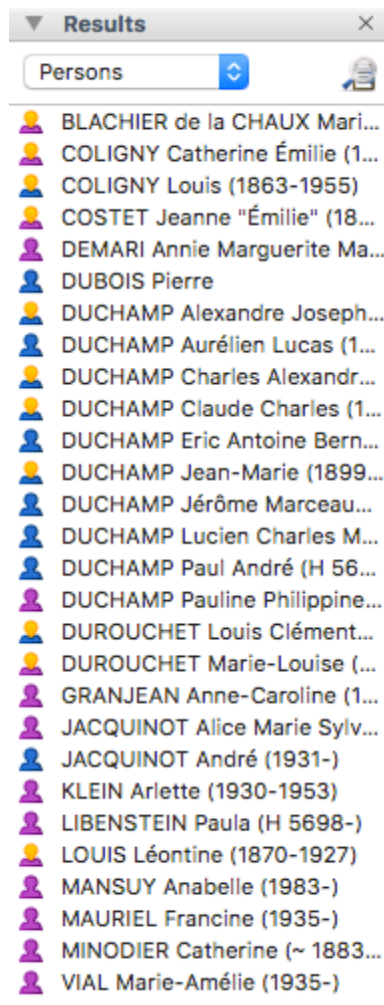 Results
Persons
BLACHIER de la CHAUX Mari...
COLIGNY Catherine Émilie (1...
COLIGNY Louis (1863-1955)
COSTET Jeanne "Émilie" (18...
DEMARI Annie Marguerite Ma...
DUBOIS Pierre
DUCHAMP Alexandre Joseph...
DUCHAMP Aurélien Lucas (1...
DUCHAMP Charles Alexandr...
DUCHAMP Claude Charles (1...
DUCHAMP Eric Antoine Bern...
DUCHAMP Jean-Marie (1899...
DUCHAMP Jérôme Marceau...
DUCHAMP Lucien Charles M...
DUCHAMP Paul André (H 56...
DUCHAMP Pauline Philippine...
DUROUCHET Louis Clément...
DUROUCHET Marie-Louise (...
GRANJEAN Anne-Caroline (1...
JACQUINOT Alice Marie Sylv...
JACQUINOT André (1931-)
KLEIN Arlette (1930-1953)
LIBENSTEIN Paula (H 5698-)
LOUIS Léontine (1870-1927)
MANSUY Anabelle (1983-)
MAURIEL Francine (1935-)
MINODIER Catherine (~ 1883...
VIAL Marie-Amélie (1935-)